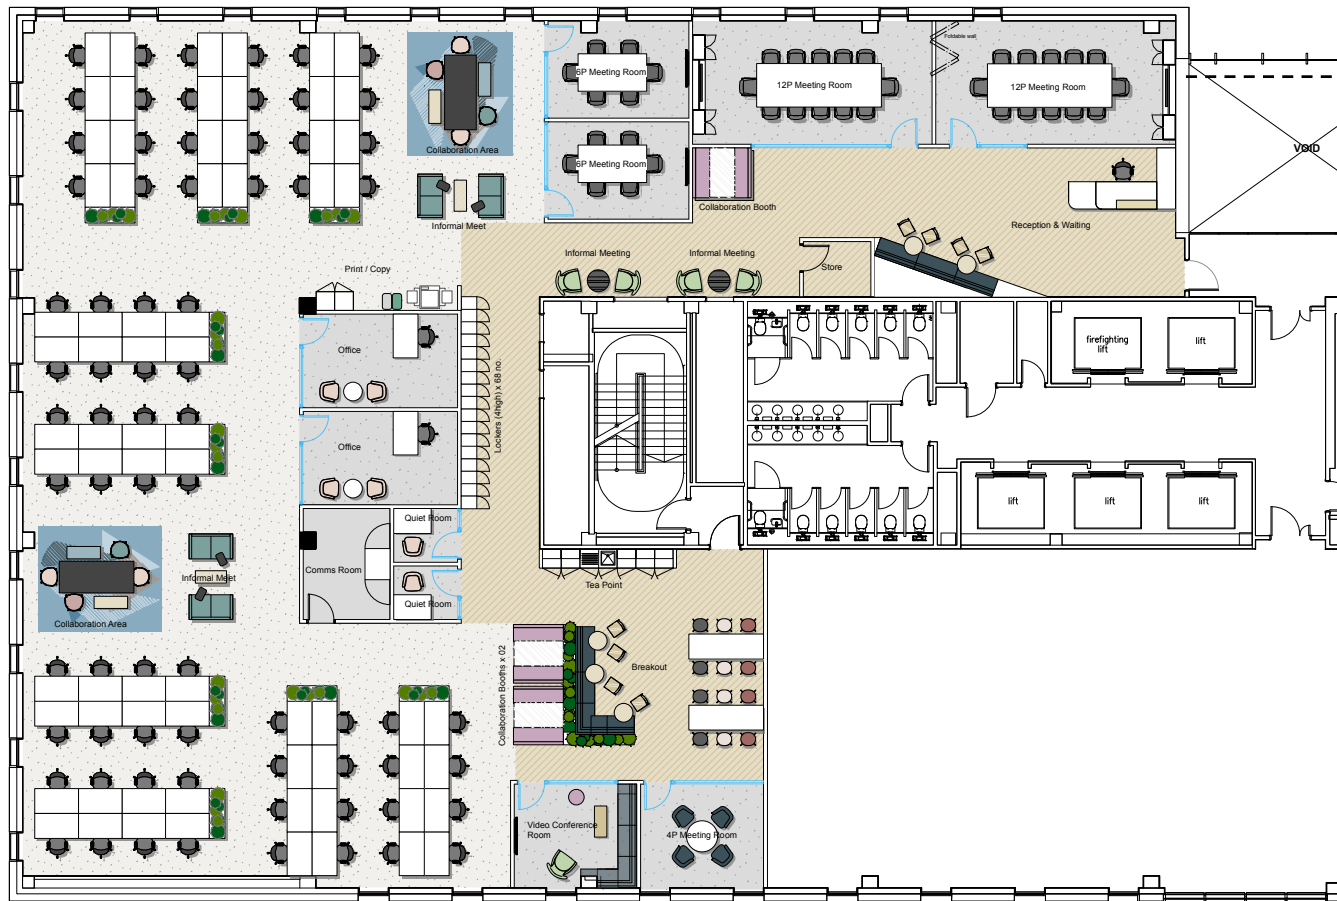 Foldable wall
6P Meeting Room
12P Meeting Room
12P Meeting Room
Collaboration Area
VOID
6P Meeting Room
Collaboration Booth
Informal Meet
Reception & Waiting
Informal Meeting
Informal Meeting
Print / Copy
Store
Office
firefighting
lift
lift
Lockers (4high) x 68 no.
Office
lift
lift
lift
Quiet Room
Comms Room
Informal Meet
Tea Point
Quiet Room
Collaboration Area
Collaboration Booths x 02
Breakout
Video Conference
Room
4P Meeting Room